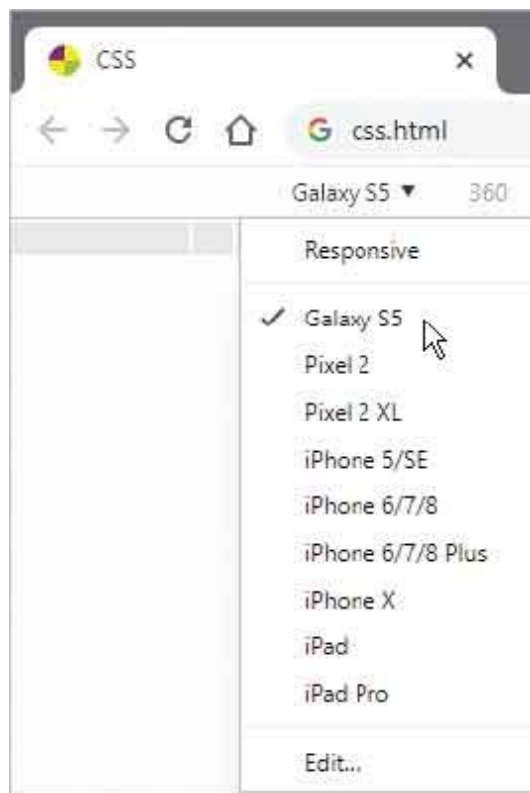 CSS
css.html
Galaxy S5 360
Responsive
Galaxy S5
Pixel 2
Pixel 2 XL
iPhone 5/SE
iPhone 6/7/8
iPhone 6/7/8 Plus
iPhone X
iPad
iPad Pro
Edit...